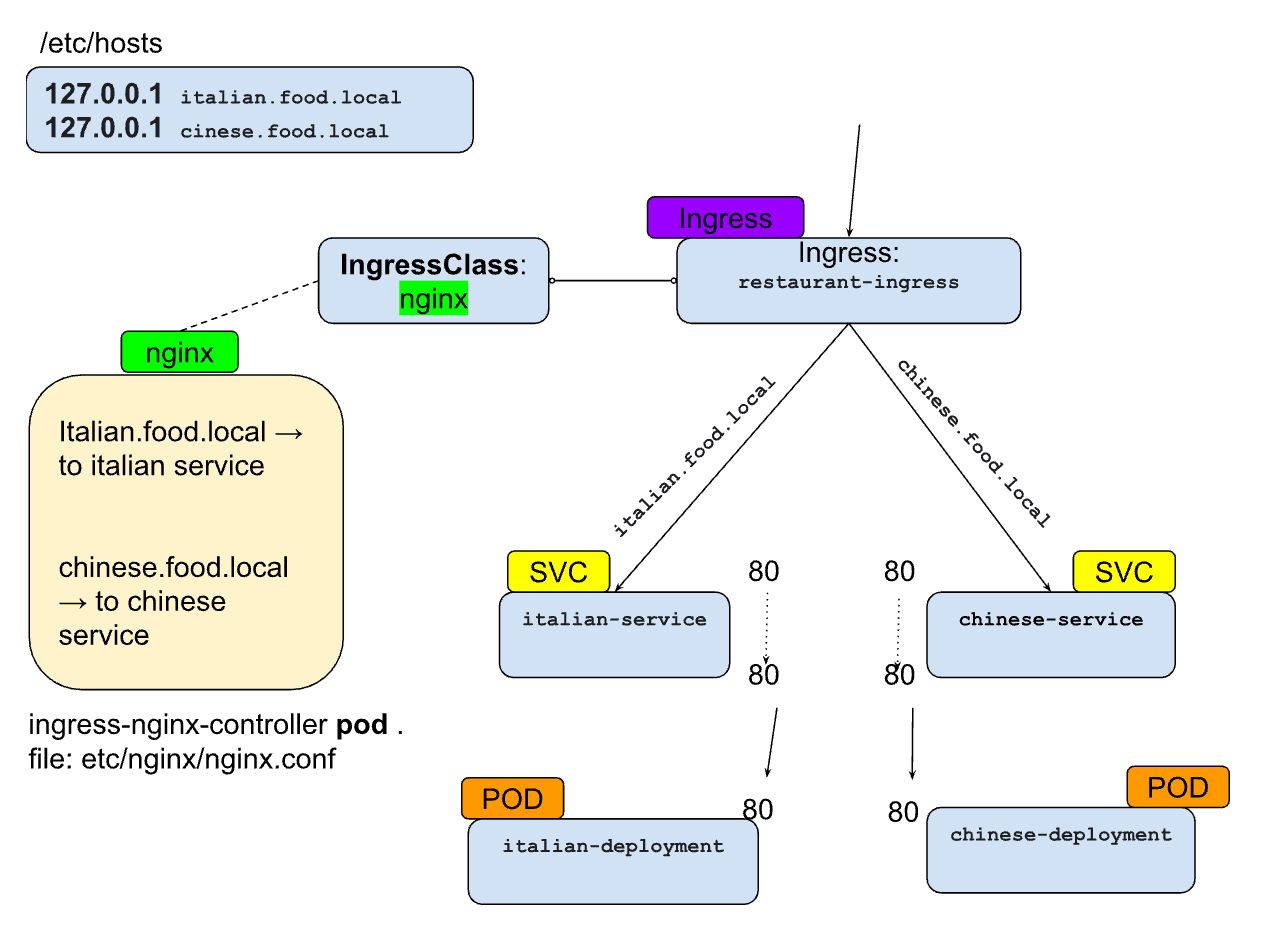 /etc/hosts
127.0.0.1 italian.food.local
127.0.0.1 cinese.food.local
Ingress
Ingress:
restaurant-ingress
IngressClass:
nginx
nginx
Italian.food.local →
to italian service
chinese.food.local
→ to chinese
service
ingress-nginx-controller pod .
file: etc/nginx/nginx.conf
italian.food.local
chinese.food.local
SVC
italian-service
80
80
80
80
SVC
chinese-service
POD
italian-deployment
80
80
POD
chinese-deployment